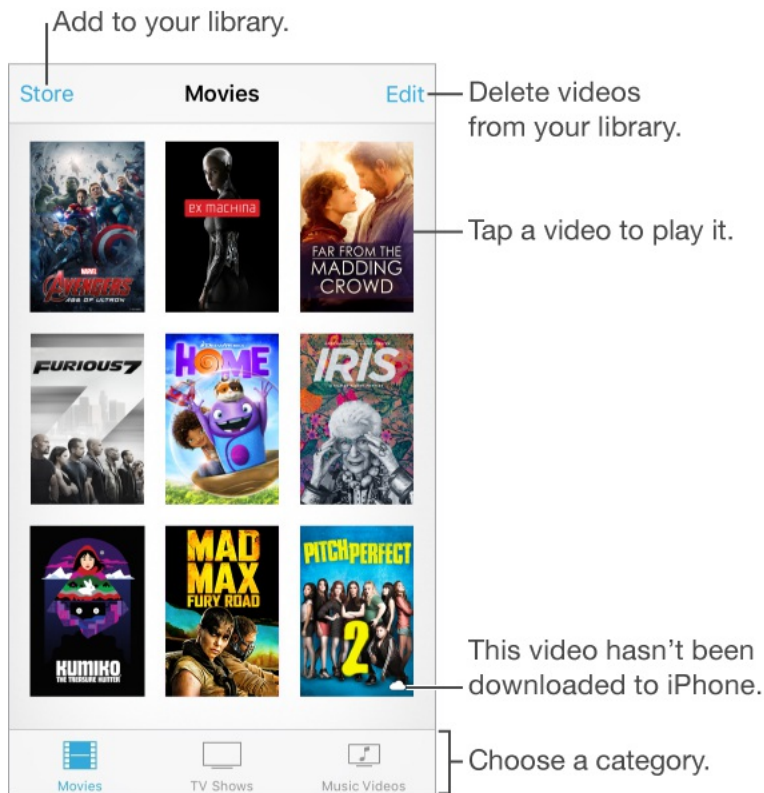 Add to your library.
Store Movies Edit
Delete videos
from your library.
MARVEL
AVENGERS
AGE OF ULTRON
ex machina
FAR FROM THE
MADDING
CROWD
Tap a video to play it.
FURIOUS 7
HOME
IRIS
KUMIKO
THE TREASURE HUNTER
MAD
MAX
FURY ROAD
PITCH PERFECT
2
This video hasn't been
downloaded to iPhone.
Movies TV Shows Music Videos
Choose a category.